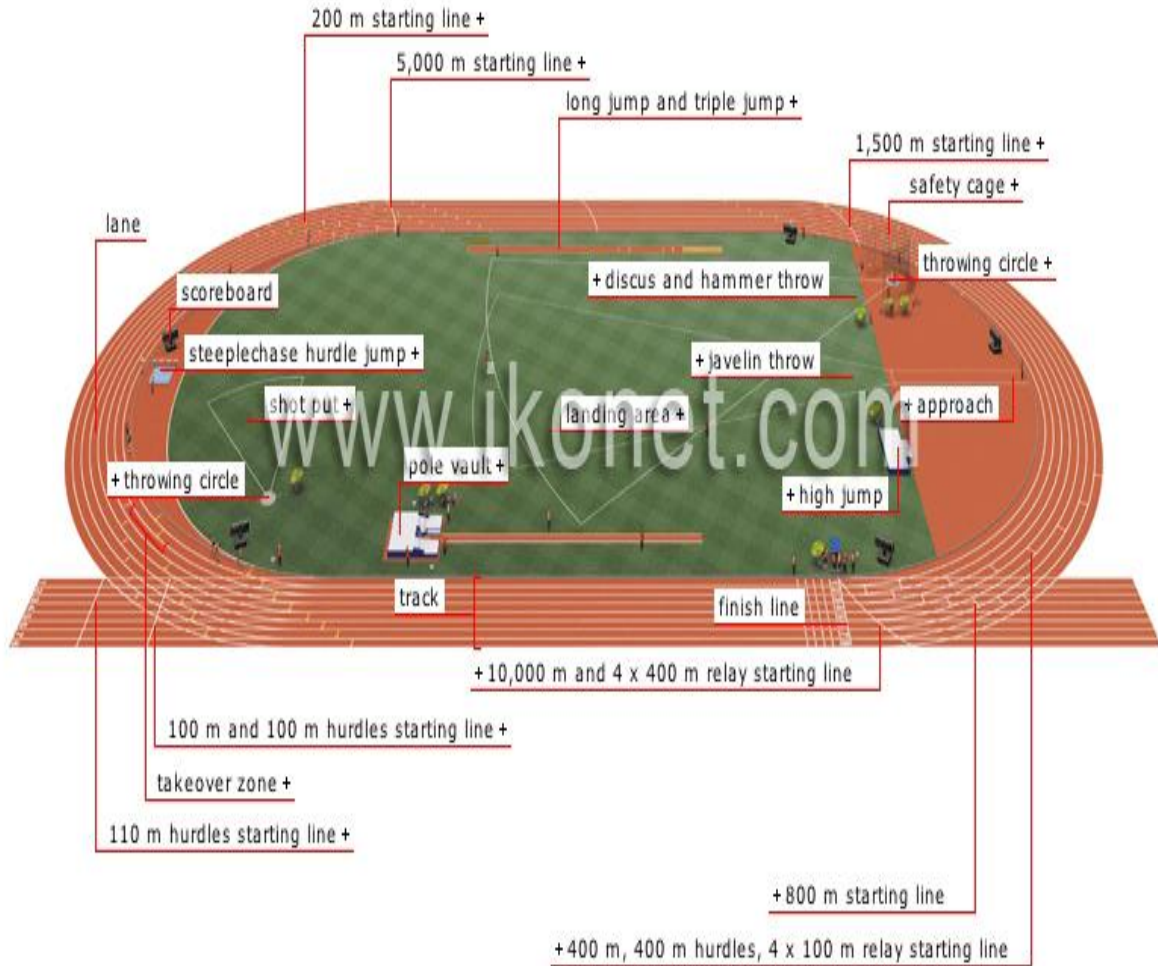 200 m starting line +
5,000 m starting line +
long jump and triple jump +
1,500 m starting line +
safety cage +
lane
throwing circle +
+ discus and hammer throw
scoreboard
steeplechase hurdle jump +
+ javelin throw
shot put +
www.ikonet.com
landing area +
+ approach
pole vault +
+ throwing circle
+ high jump
track
finish line
+ 10,000 m and 4 x 400 m relay starting line
100 m and 100 m hurdles starting line +
takeover zone +
110 m hurdles starting line +
+ 800 m starting line
+ 400 m, 400 m hurdles, 4 x 100 m relay starting line